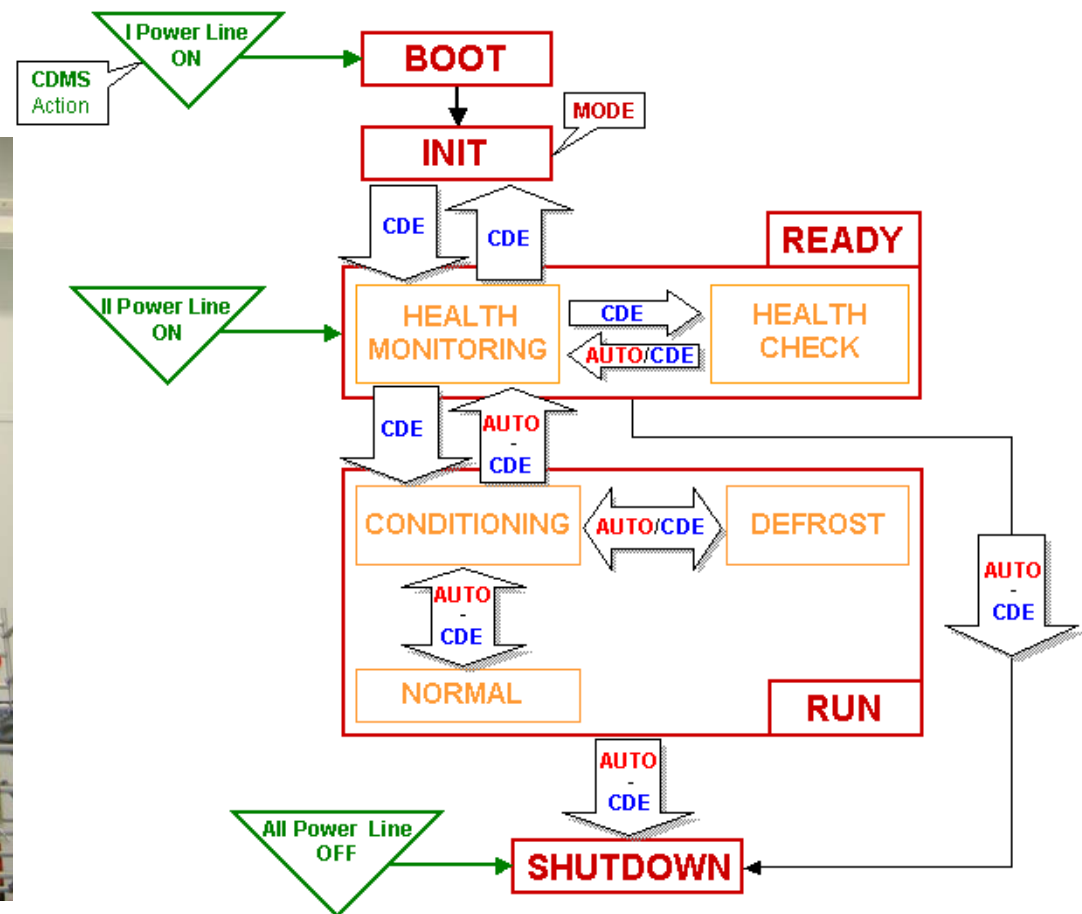 I Power Line
ON
CDMS
Action
BOOT
MODE
INIT
CDE
CDE
READY
II Power Line
ON
HEALTH
MONITORING
CDE
AUTO/CDE
HEALTH
CHECK
CDE
AUTO
-
CDE
CONDITIONING
AUTO/CDE
DEFROST
AUTO
-
CDE
AUTO
-
CDE
NORMAL
RUN
AUTO
-
CDE
All Power Line
OFF
SHUTDOWN